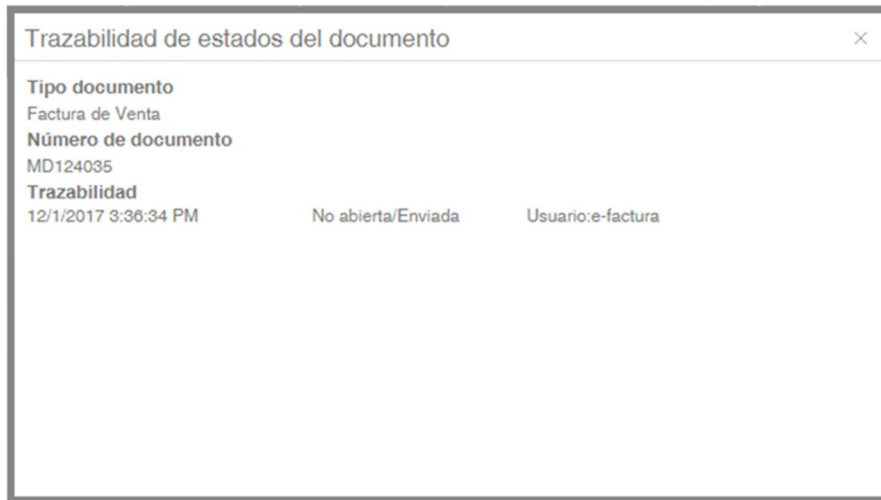 Trazabilidad de estados del documento
Tipo documento
Factura de Venta
Número de documento
MD124035
Trazabilidad
12/1/2017 3:36:34 PM No abierta/Enviada Usuario:e-factura